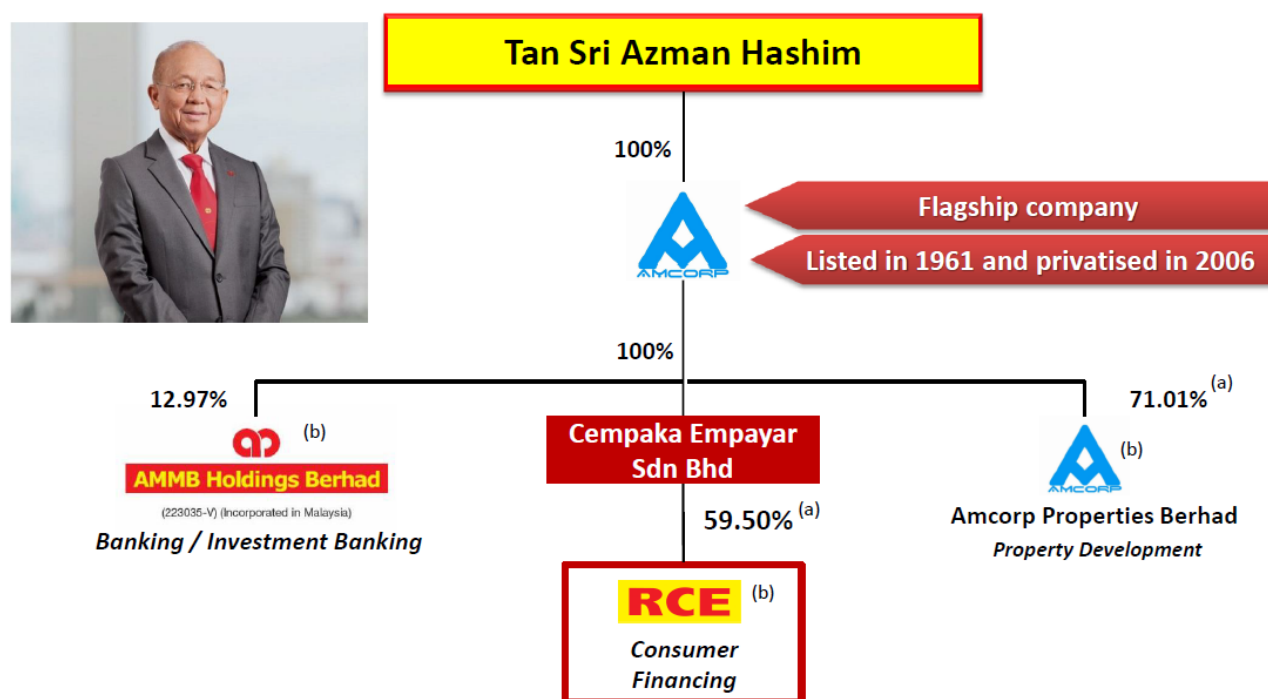 Tan Sri Azman Hashim
100%
AMCORP
Flagship company
Listed in 1961 and privatised in 2006
100%
12.97%
71.01% (a)
(b)
AMMB Holdings Berhad
(223035-V) (Incorporated in Malaysia)
Banking / Investment Banking
Cempaka Empayar
Sdn Bhd
59.50% (a)
(b)
AMCORP
Amcorp Properties Berhad
Property Development
RCE (b)
Consumer
Financing